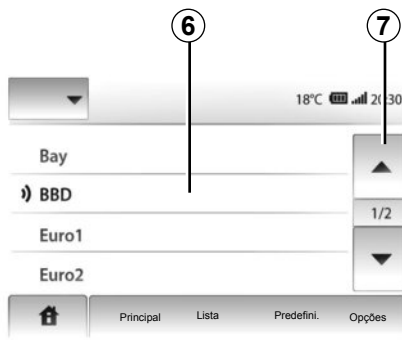 6 7
18°C 20:30
Bay
BBD
1/2
Euro1
Euro2
Principal Lista Predefini. Opções